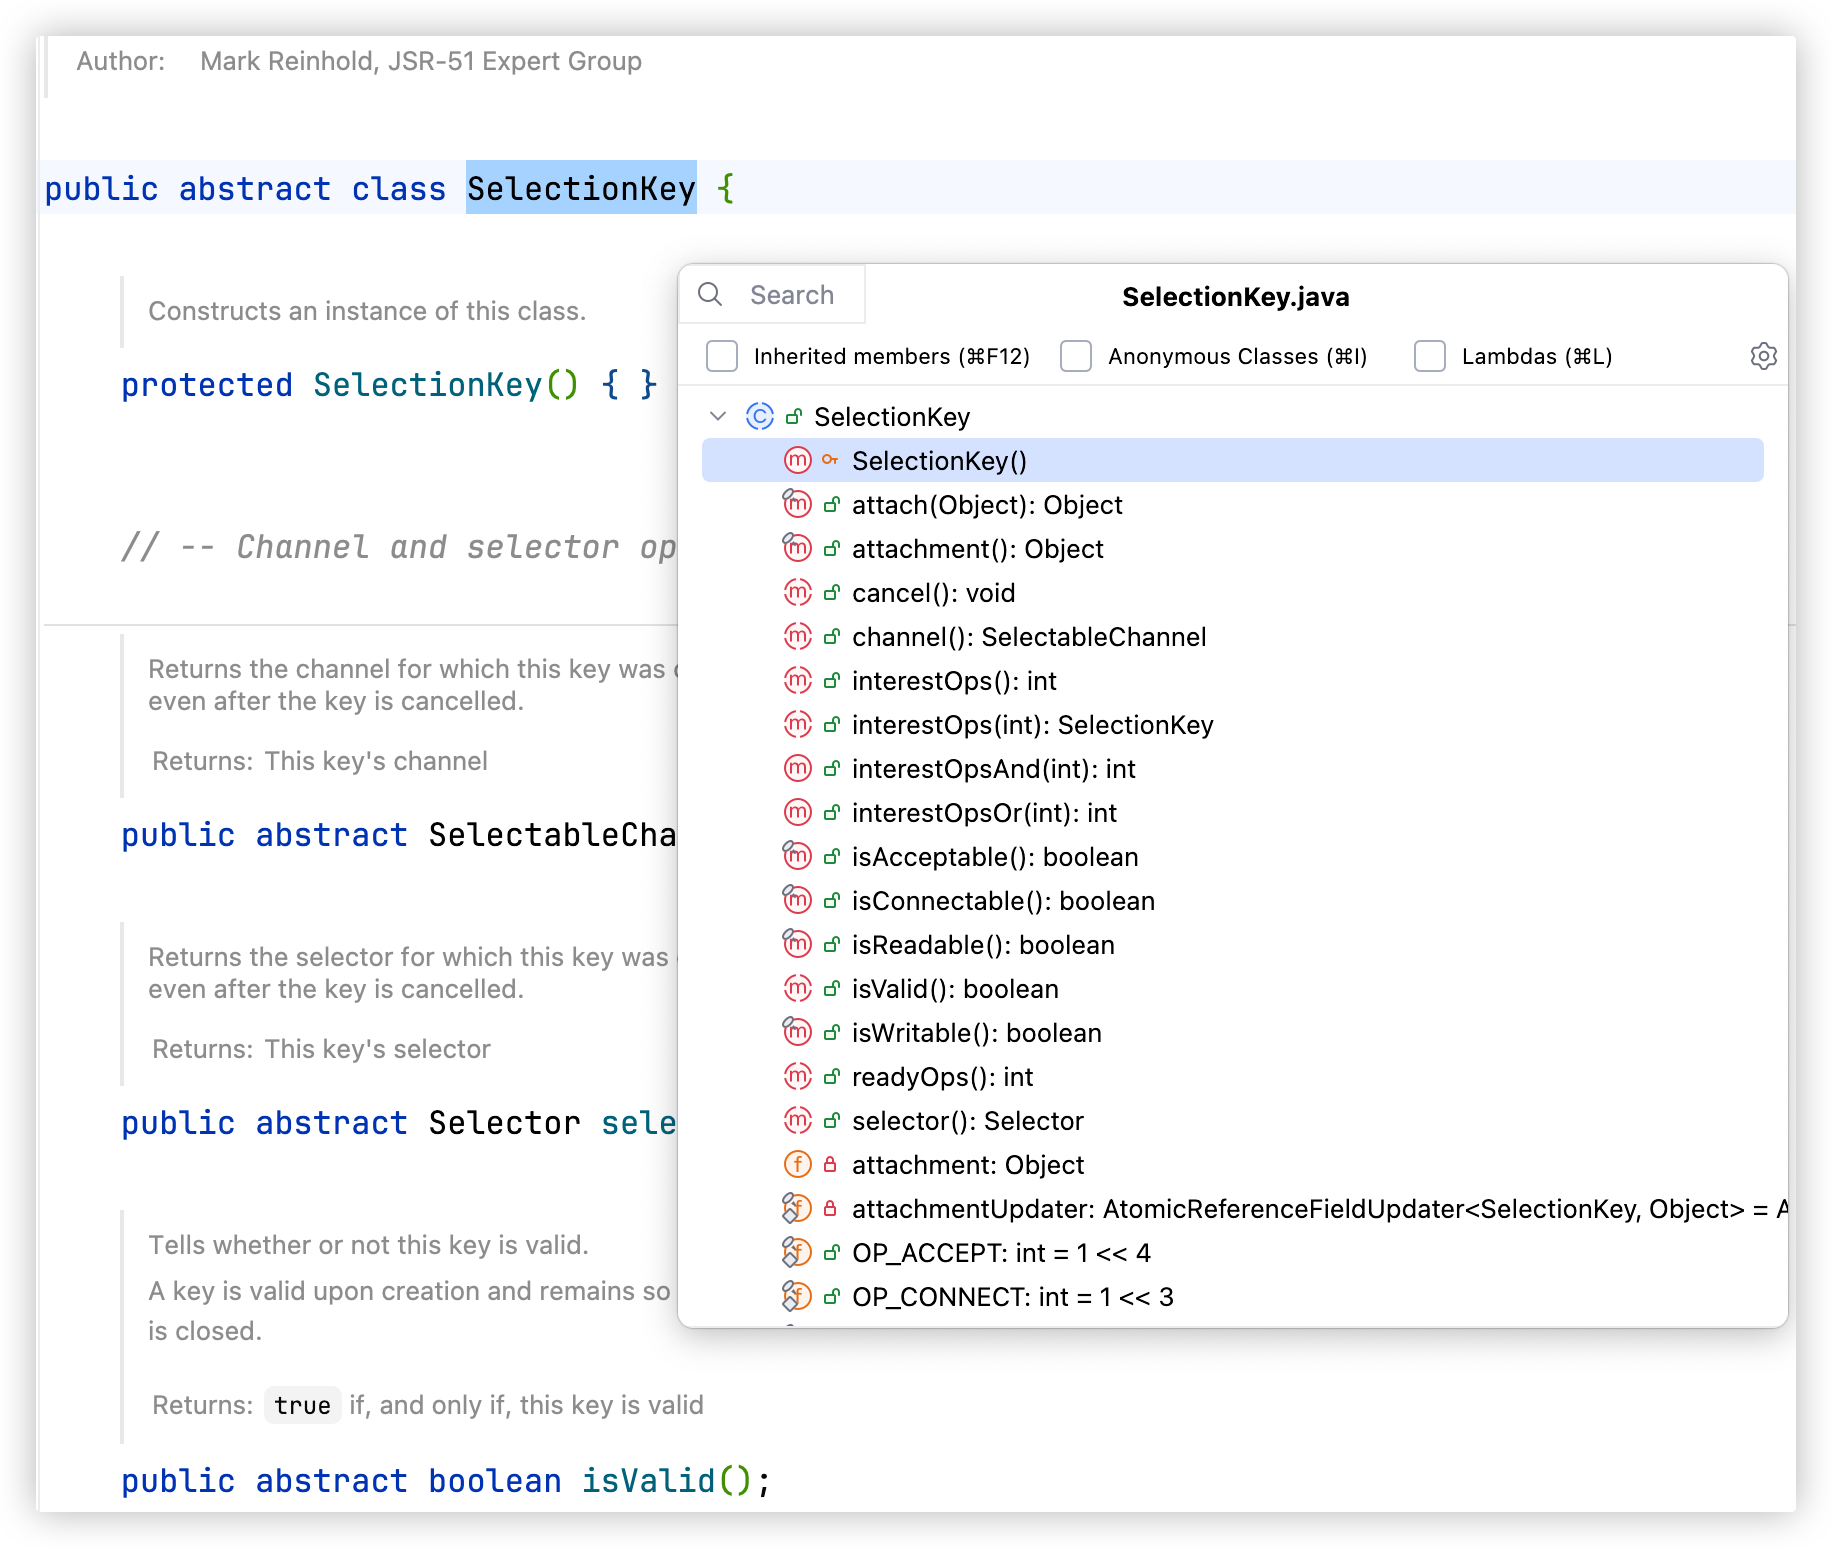 Author: Mark Reinhold, JSR-51 Expert Group
public abstract class SelectionKey {
Constructs an instance of this class.
protected SelectionKey() { }
// -- Channel and selector op
Returns the channel for which this key was
even after the key is cancelled.
Returns: This key's channel
public abstract SelectableCha
Returns the selector for which this key was
even after the key is cancelled.
Returns: This key's selector
public abstract Selector sele
Tells whether or not this key is valid.
A key is valid upon creation and remains so
is closed.
Returns: true if, and only if, this key is valid
public abstract boolean isValid();
Search
SelectionKey.java
Inherited members (⌘F12) Anonymous Classes (⌘I) Lambdas (⌘L)
SelectionKey
SelectionKey()
attach(Object): Object
attachment(): Object
cancel(): void
channel(): SelectableChannel
interestOps(): int
interestOps(int): SelectionKey
interestOpsAnd(int): int
interestOpsOr(int): int
isAcceptable(): boolean
isConnectable(): boolean
isReadable(): boolean
isValid(): boolean
isWritable(): boolean
readyOps(): int
selector(): Selector
attachment: Object
attachmentUpdater: AtomicReferenceFieldUpdater<SelectionKey, Object> = A
OP_ACCEPT: int = 1 << 4
OP_CONNECT: int = 1 << 3